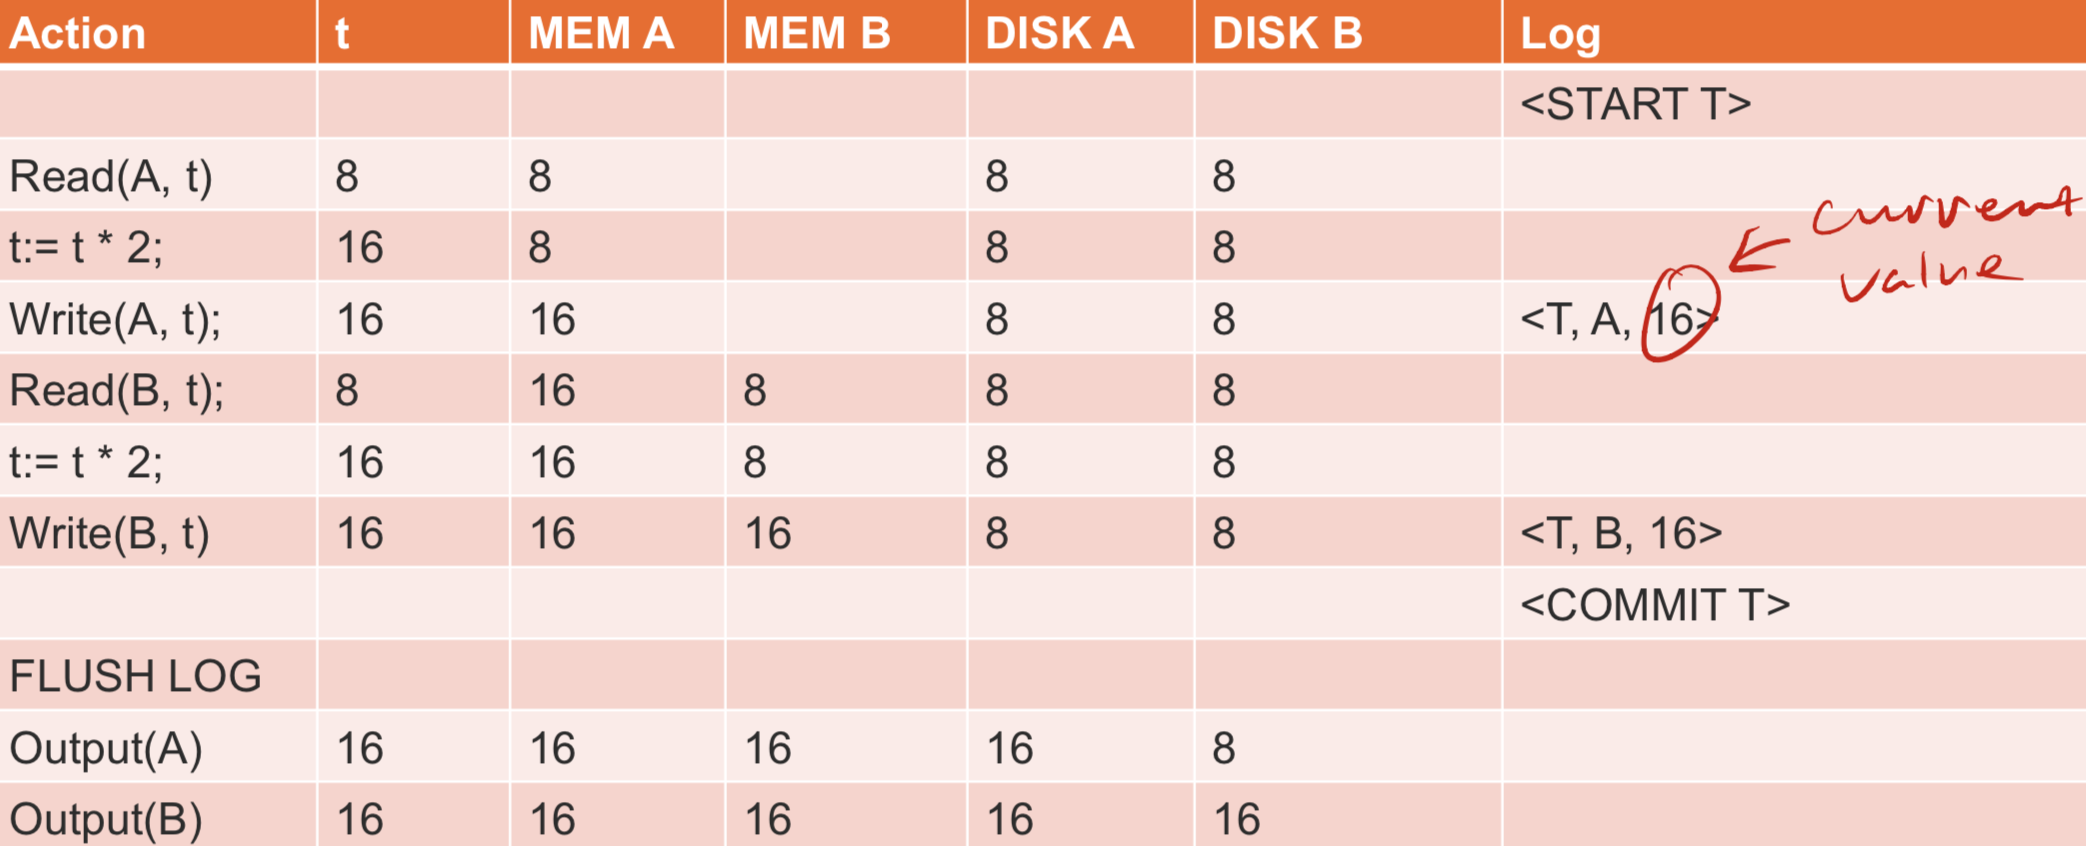 Action t MEM A MEM B DISK A DISK B Log
<START T>
Read(A, t) 8 8 8 8
t:= t * 2; 16 8 8 8
Write(A, t); 16 16 8 8 <T, A, 16>
current
value
Read(B, t); 8 16 8 8 8
t:= t * 2; 16 16 8 8 8
Write(B, t) 16 16 16 8 8 <T, B, 16>
<COMMIT T>
FLUSH LOG
Output(A) 16 16 16 16 8
Output(B) 16 16 16 16 16